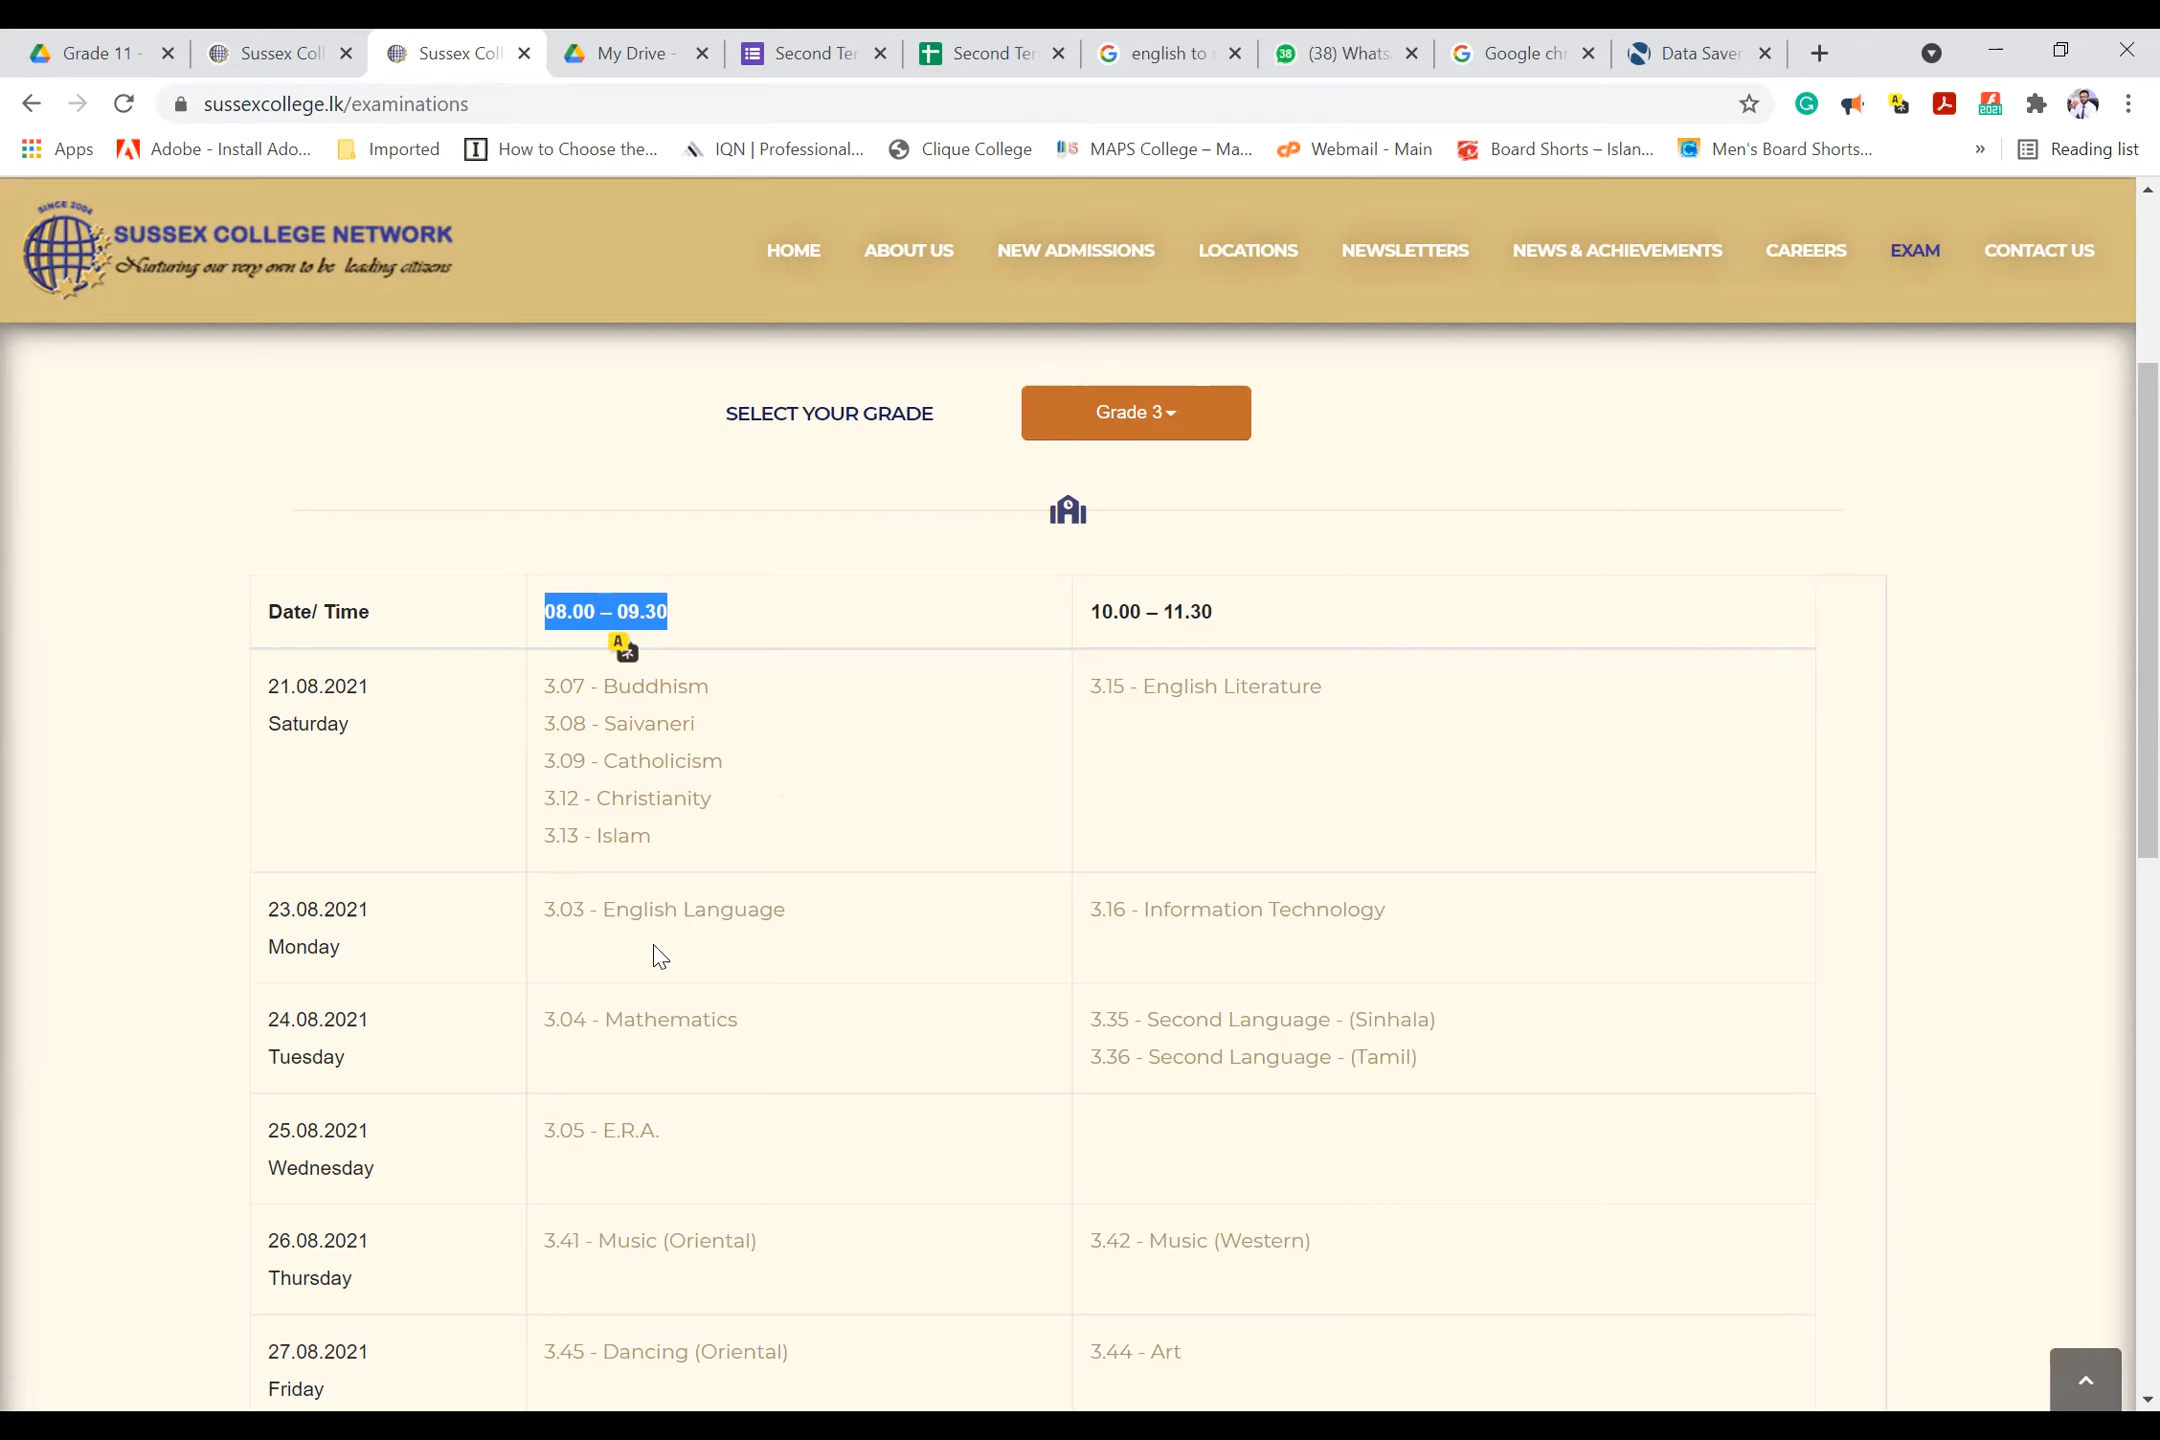 Grade 11 -
Sussex Coll
Sussex Coll
My Drive -
Second Ter
Second Ter
english to s
(38) Whats
Google chr
Data Saver
sussexcollege.lk/examinations
Apps
Adobe - Install Ado...
Imported
How to Choose the...
IQN | Professional...
Clique College
MAPS College – Ma...
Webmail - Main
Board Shorts – Islan...
Men's Board Shorts...
»
Reading list
SINCE 2004
SUSSEX COLLEGE NETWORK
Nurturing our very own to be leading citizens
HOME
ABOUT US
NEW ADMISSIONS
LOCATIONS
NEWSLETTERS
NEWS & ACHIEVEMENTS
CAREERS
EXAM
CONTACT US
SELECT YOUR GRADE
Grade 3
Date/ Time
08.00 – 09.30
10.00 – 11.30
21.08.2021
Saturday
3.07 - Buddhism
3.08 - Saivaneri
3.09 - Catholicism
3.12 - Christianity
3.13 - Islam
3.15 - English Literature
23.08.2021
Monday
3.03 - English Language
3.16 - Information Technology
24.08.2021
Tuesday
3.04 - Mathematics
3.35 - Second Language - (Sinhala)
3.36 - Second Language - (Tamil)
25.08.2021
Wednesday
3.05 - E.R.A.
26.08.2021
Thursday
3.41 - Music (Oriental)
3.42 - Music (Western)
27.08.2021
Friday
3.45 - Dancing (Oriental)
3.44 - Art